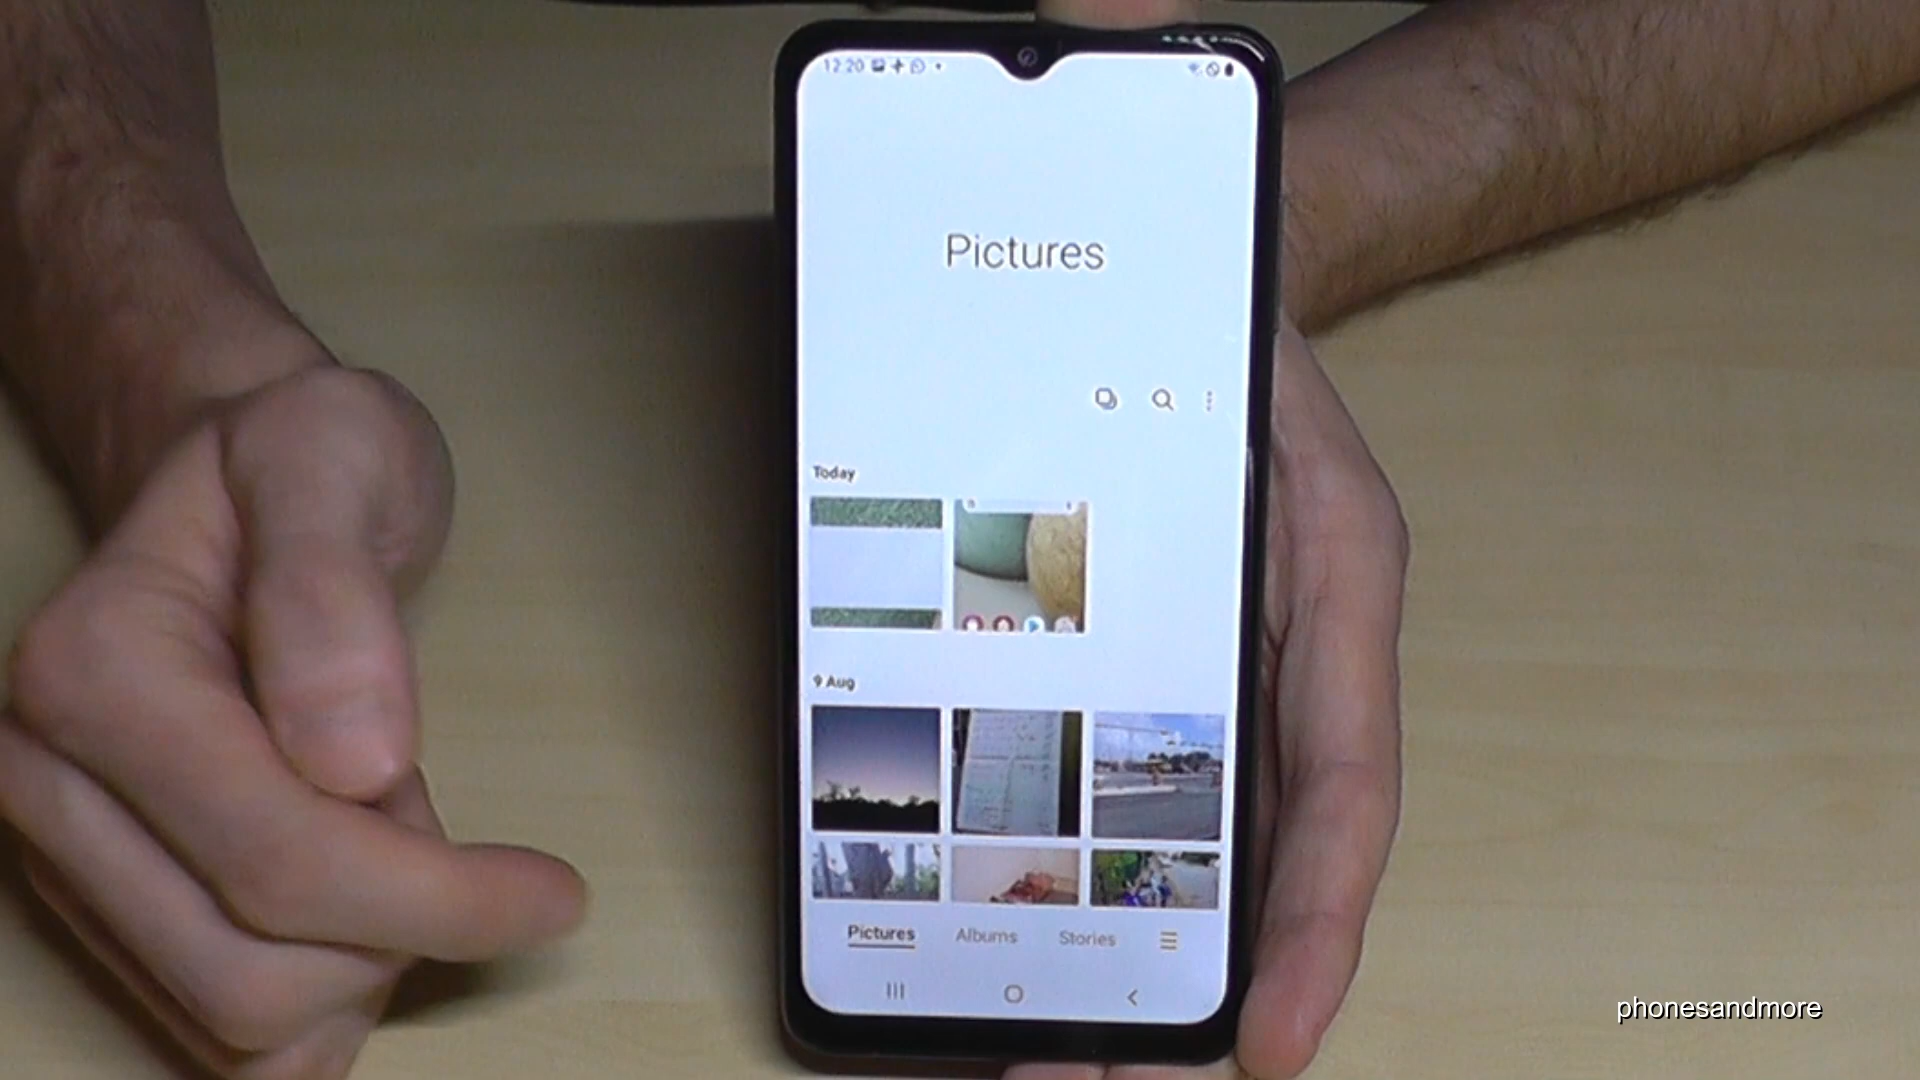 12:20
Pictures
Today
9 Aug
Pictures Albums Stories
phonesandmore